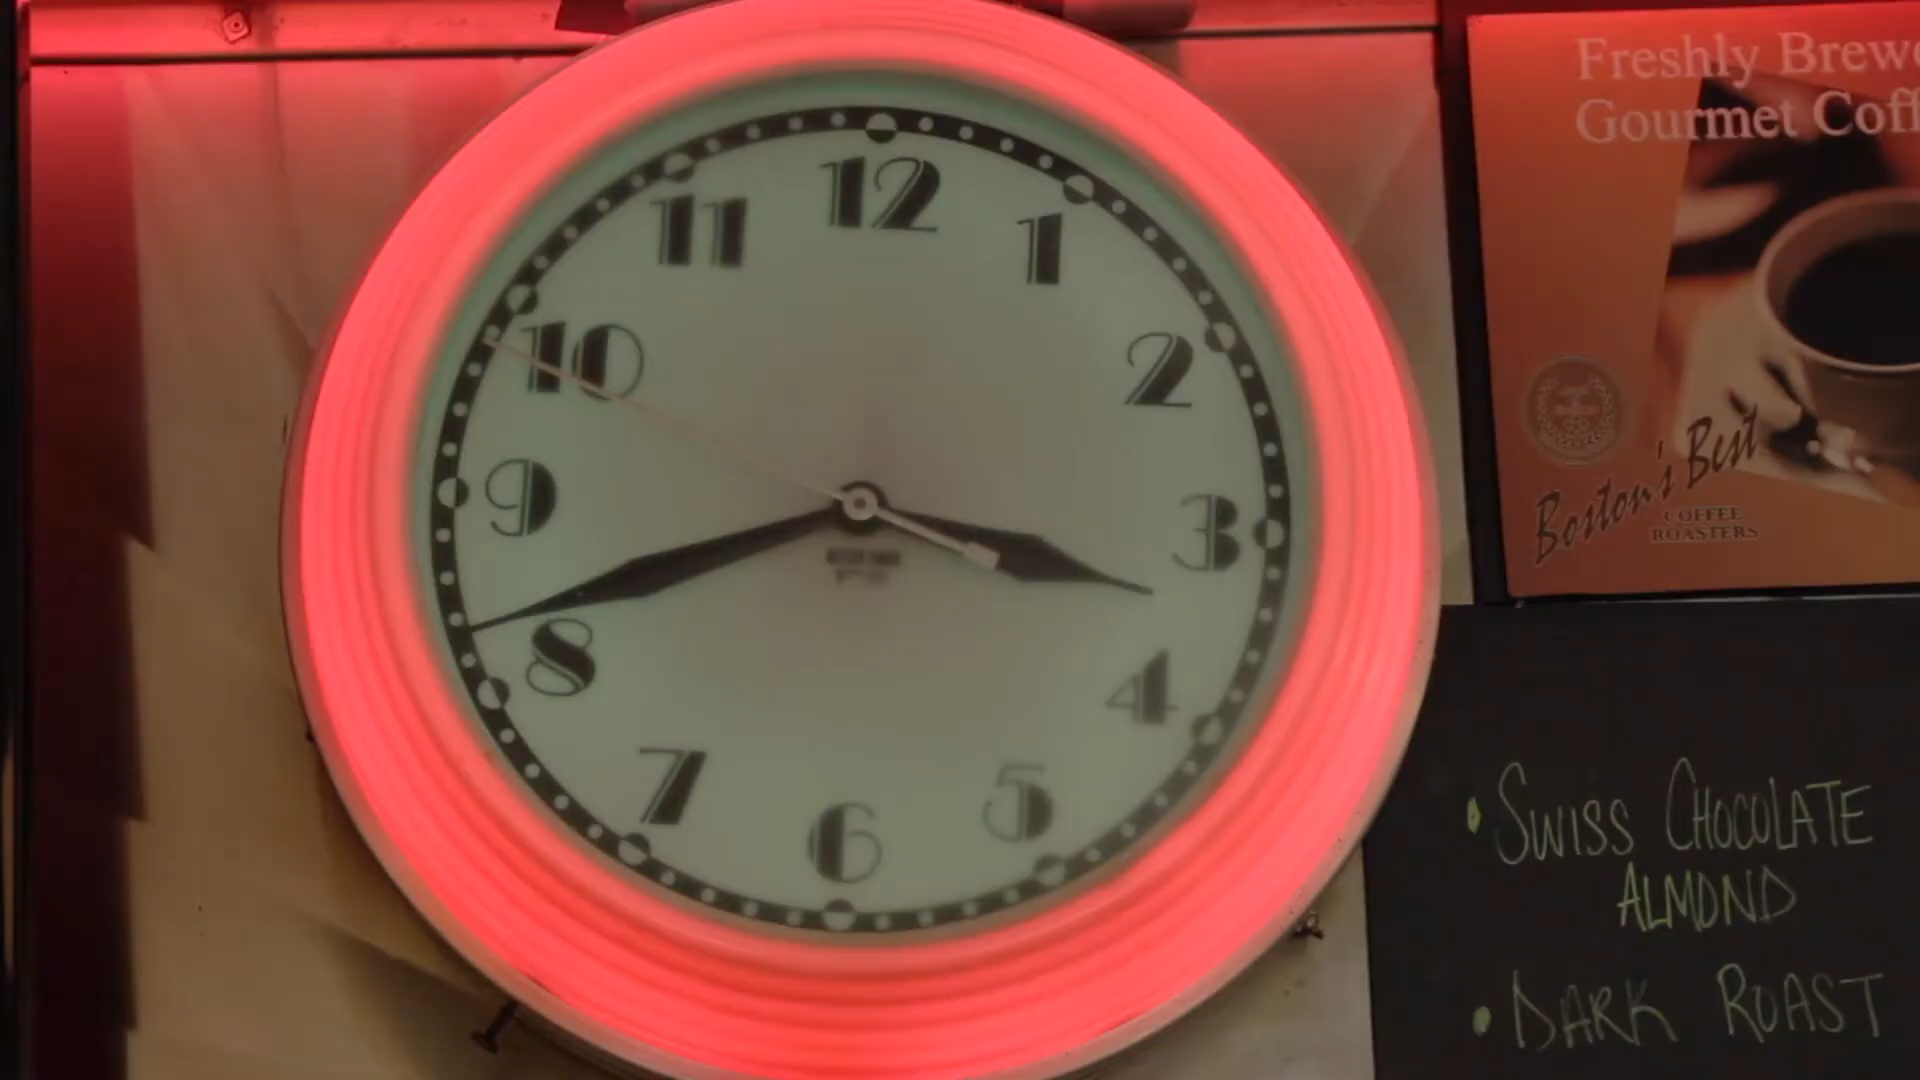 12
11
1
10
2
9
3
8
4
7
5
6
Freshly Brew
Gourmet Coff
Boston's Best
COFFEE
ROASTERS
• SWISS CHOCOLATE
ALMOND
• DARK ROAST